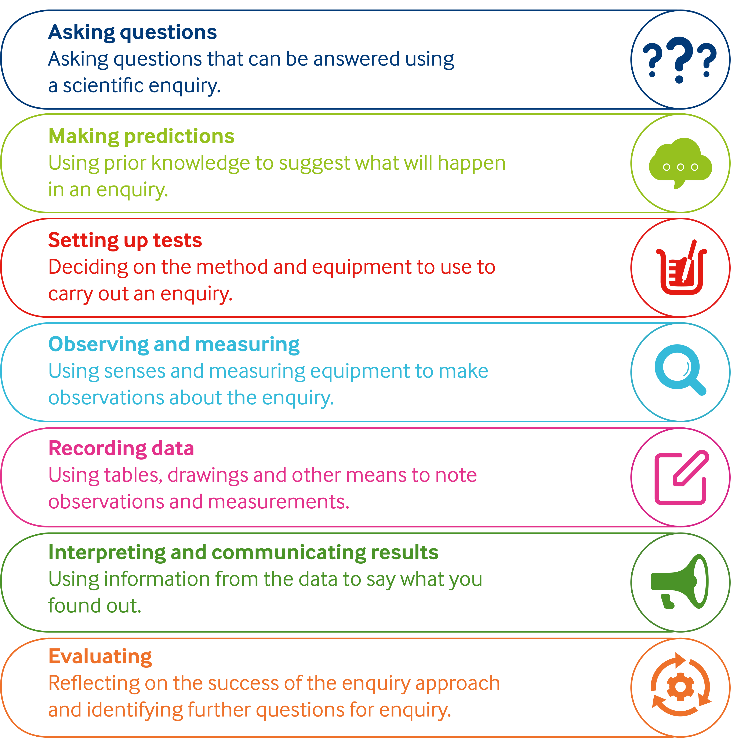 Asking questions
Asking questions that can be answered using
a scientific enquiry.
???
Making predictions
Using prior knowledge to suggest what will happen
in an enquiry.
Setting up tests
Deciding on the method and equipment to use to
carry out an enquiry.
Observing and measuring
Using senses and measuring equipment to make
observations about the enquiry.
Recording data
Using tables, drawings and other means to note
observations and measurements.
Interpreting and communicating results
Using information from the data to say what you
found out.
Evaluating
Reflecting on the success of the enquiry approach
and identifying further questions for enquiry.